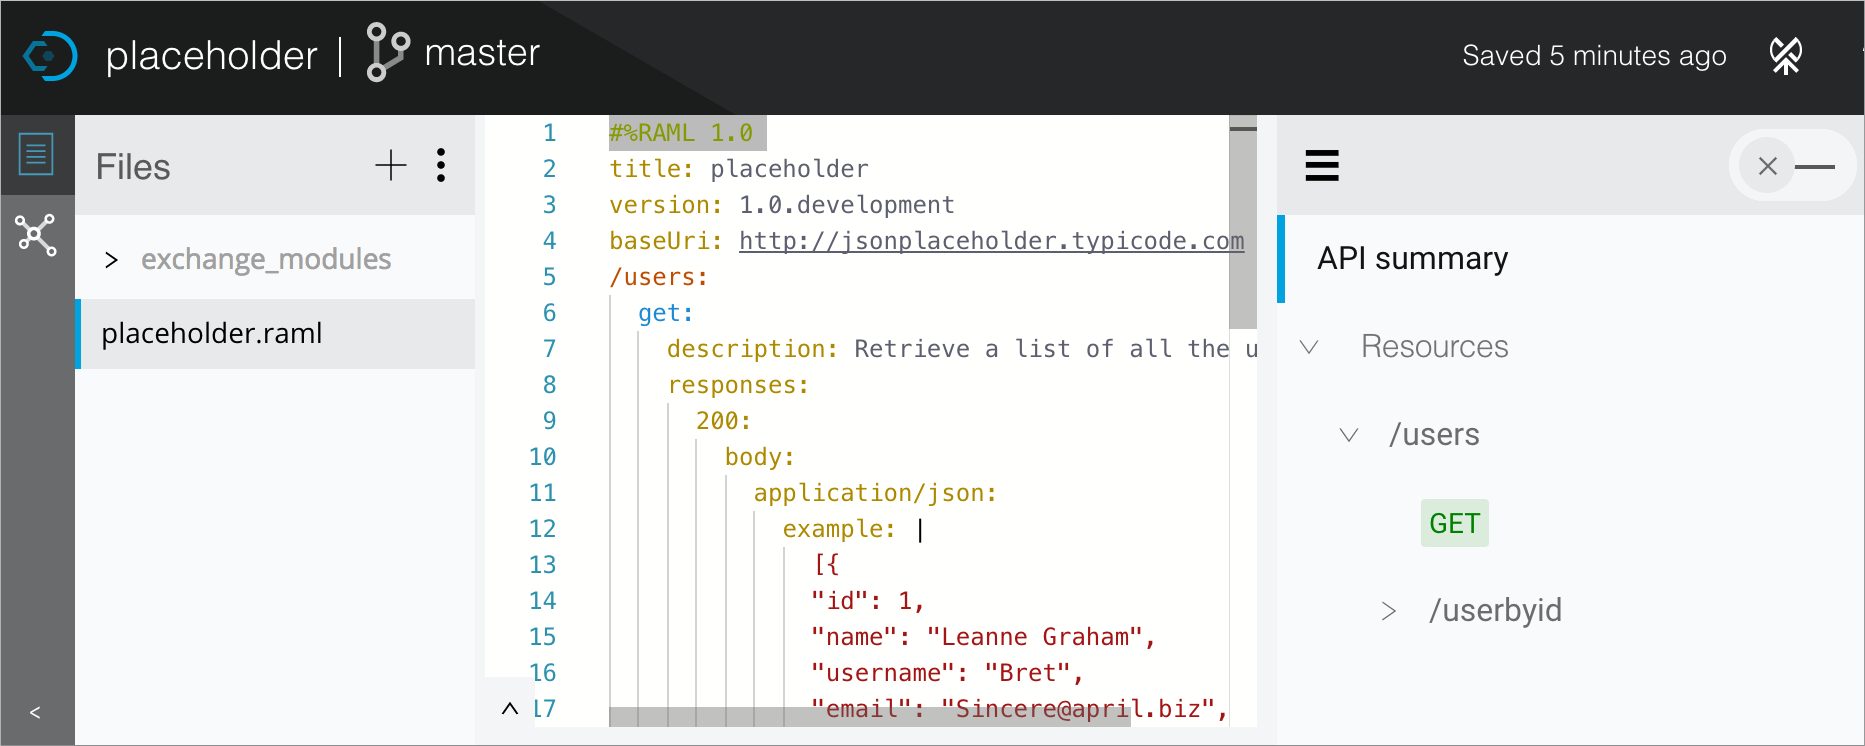 placeholder | master
Saved 5 minutes ago
Files
exchange_modules
placeholder.raml
1 #%RAML 1.0
2 title: placeholder
3 version: 1.0.development
4 baseUri: http://jsonplaceholder.typicode.com
5 /users:
6 get:
7 description: Retrieve a list of all the u
8 responses:
9 200:
10 body:
11 application/json:
12 example: |
13 [{
14 "id": 1,
15 "name": "Leanne Graham",
16 "username": "Bret",
17 "email": "Sincere@april.biz",
API summary
Resources
/users
GET
/userbyid